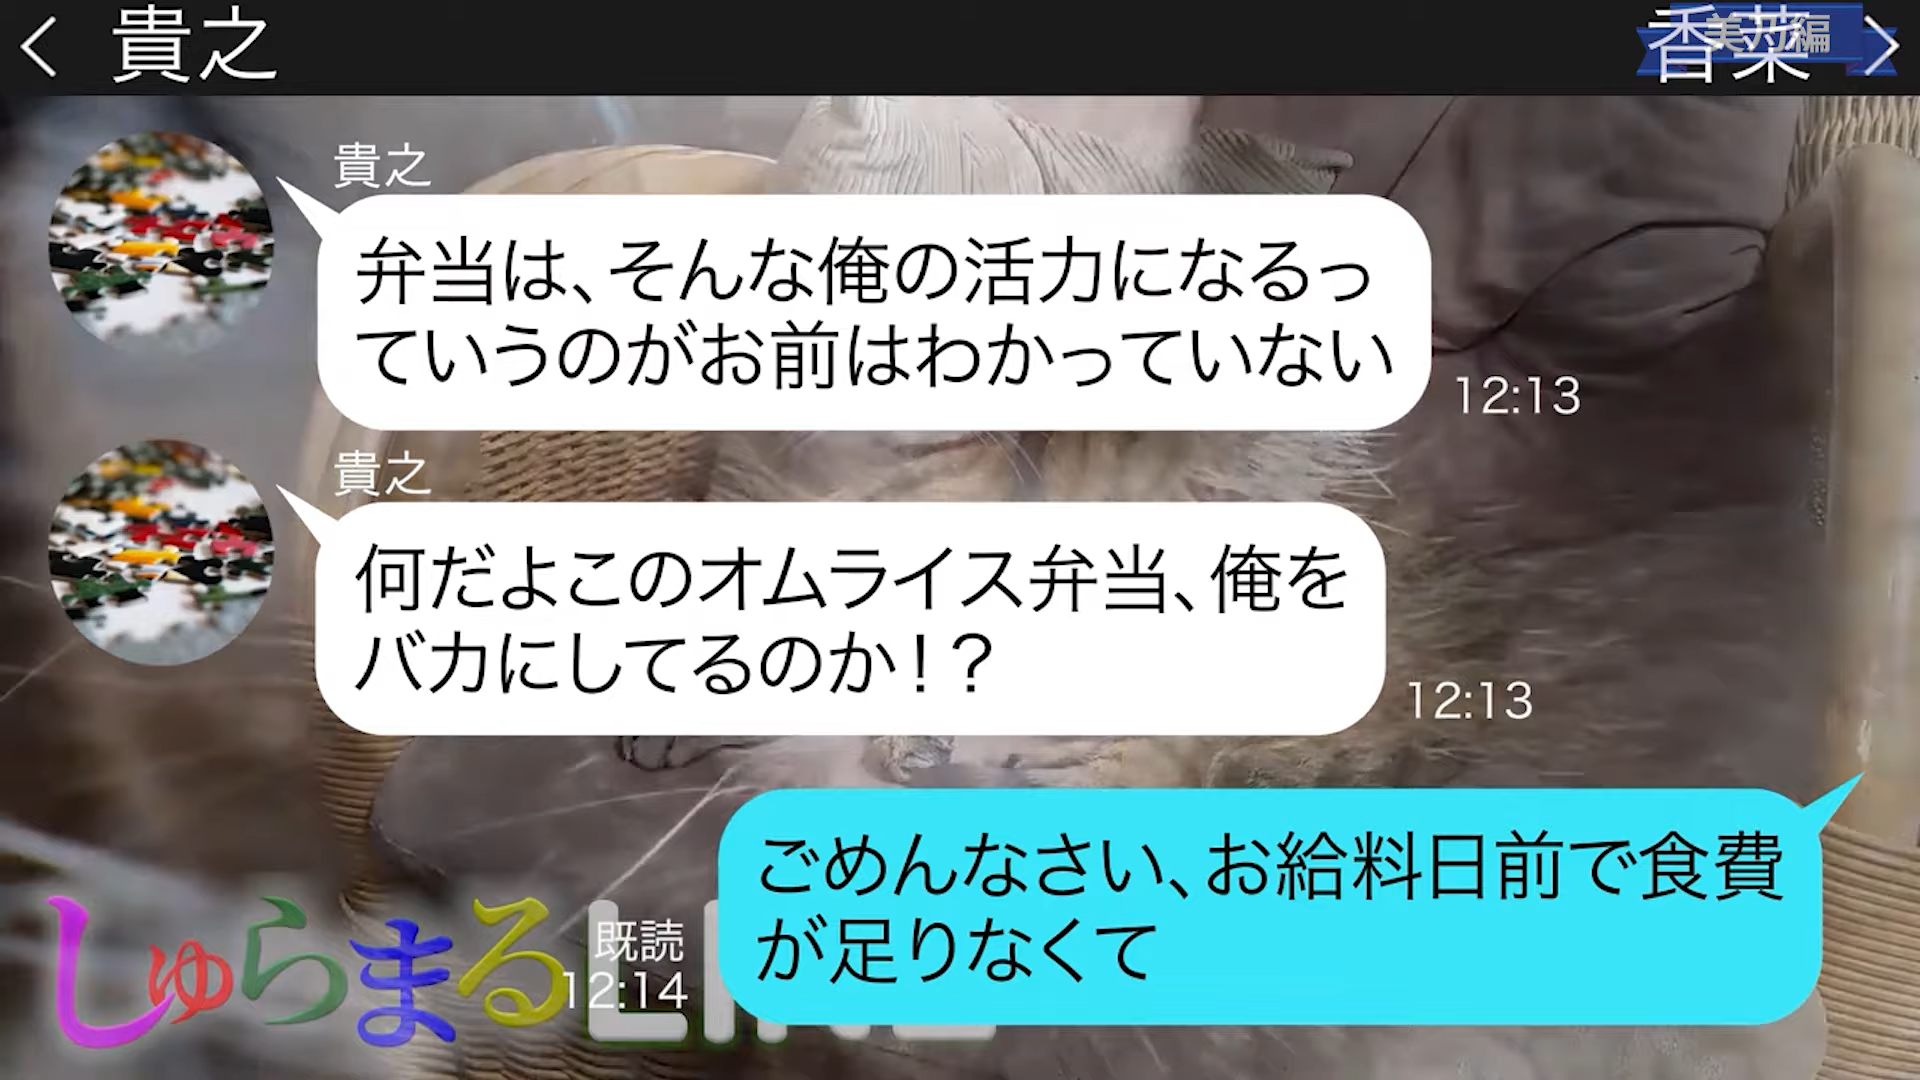 貴之
香菜
貴之
弁当は、そんな俺の活力になるっ
ていうのがお前はわかっていない
12:13
貴之
何だよこのオムライス弁当、俺を
バカにしてるのか！？
12:13
ごめんなさい、お給料日前で食費
が足りなくて
既読
12:14
しゅらまる